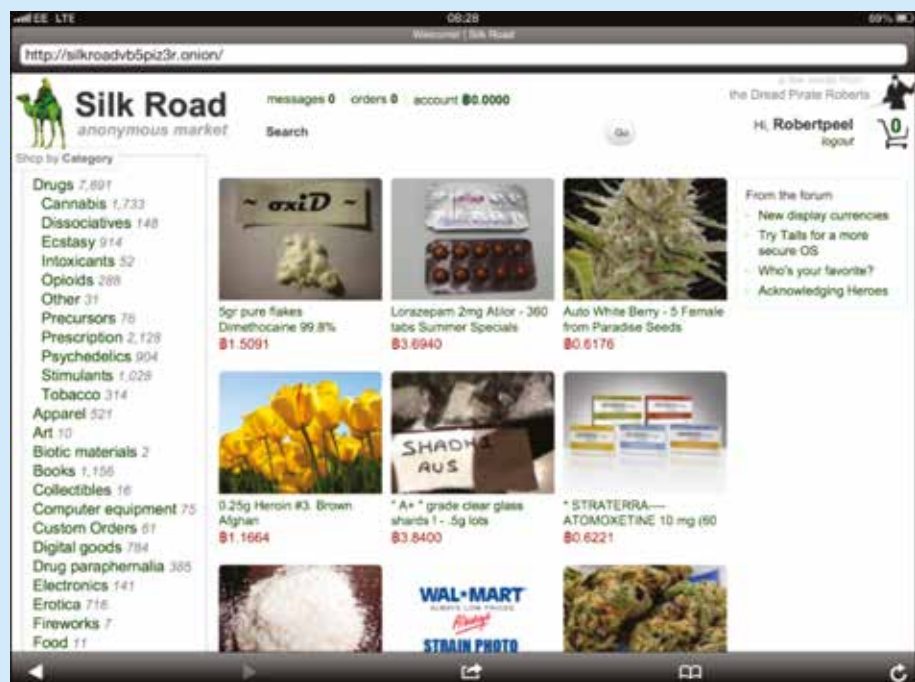 EE LTE 08:28 69%
Welcome! | Silk Road
http://silkroadvb5piz3r.onion/
Silk Road
anonymous market
messages 0 orders 0 account ฿0.0000
Search Go
a few words from
the Dread Pirate Roberts
Hi, Robertpeel
logout
0
Shop by Category
Drugs 7,691
Cannabis 1,733
Dissociatives 148
Ecstasy 914
Intoxicants 52
Opioids 288
Other 31
Precursors 76
Prescription 2,128
Psychedelics 904
Stimulants 1,028
Tobacco 314
Apparel 521
Art 10
Biotic materials 2
Books 1,156
Collectibles 16
Computer equipment 75
Custom Orders 61
Digital goods 784
Drug paraphernalia 385
Electronics 141
Erotica 716
Fireworks 7
Food 11
~ oxiD ~
5gr pure flakes
Dimethocaine 99.8%
฿1.5091
Lorazepam 2mg Ativor - 360
tabs Summer Specials
฿3.6940
Auto White Berry - 5 Female
from Paradise Seeds
฿0.6176
0.25g Heroin #3. Brown
Afghan
฿1.1664
SHADH
AUS
" A+ " grade clear glass
shards ! - .5g lots
฿3.8400
* STRATERRA----
ATOMOXETINE 10 mg (60
฿0.6221
WAL-MART
ALWAYS LOW PRICES
Always
STRAIN PHOTO
From the forum
New display currencies
Try Tails for a more
secure OS
Who's your favorite?
Acknowledging Heroes